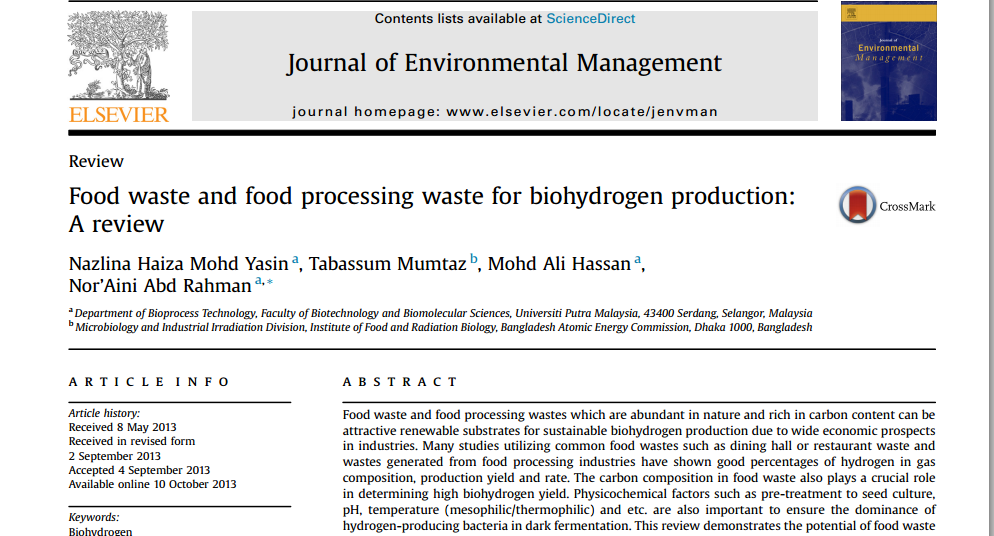 Contents lists available at ScienceDirect
Journal of Environmental Management
journal homepage: www.elsevier.com/locate/jenvman
ELSEVIER
Journal of
Environmental
Management
Review
Food waste and food processing waste for biohydrogen production:
A review
CrossMark
Nazlina Haiza Mohd Yasin a, Tabassum Mumtaz b, Mohd Ali Hassan a,
Nor'Aini Abd Rahman a,*
a Department of Bioprocess Technology, Faculty of Biotechnology and Biomolecular Sciences, Universiti Putra Malaysia, 43400 Serdang, Selangor, Malaysia
b Microbiology and Industrial Irradiation Division, Institute of Food and Radiation Biology, Bangladesh Atomic Energy Commission, Dhaka 1000, Bangladesh
ARTICLE INFO
Article history:
Received 8 May 2013
Received in revised form
2 September 2013
Accepted 4 September 2013
Available online 10 October 2013
Keywords:
Biohydrogen
ABSTRACT
Food waste and food processing wastes which are abundant in nature and rich in carbon content can be
attractive renewable substrates for sustainable biohydrogen production due to wide economic prospects
in industries. Many studies utilizing common food wastes such as dining hall or restaurant waste and
wastes generated from food processing industries have shown good percentages of hydrogen in gas
composition, production yield and rate. The carbon composition in food waste also plays a crucial role
in determining high biohydrogen yield. Physicochemical factors such as pre-treatment to seed culture,
pH, temperature (mesophilic/thermophilic) and etc. are also important to ensure the dominance of
hydrogen-producing bacteria in dark fermentation. This review demonstrates the potential of food waste